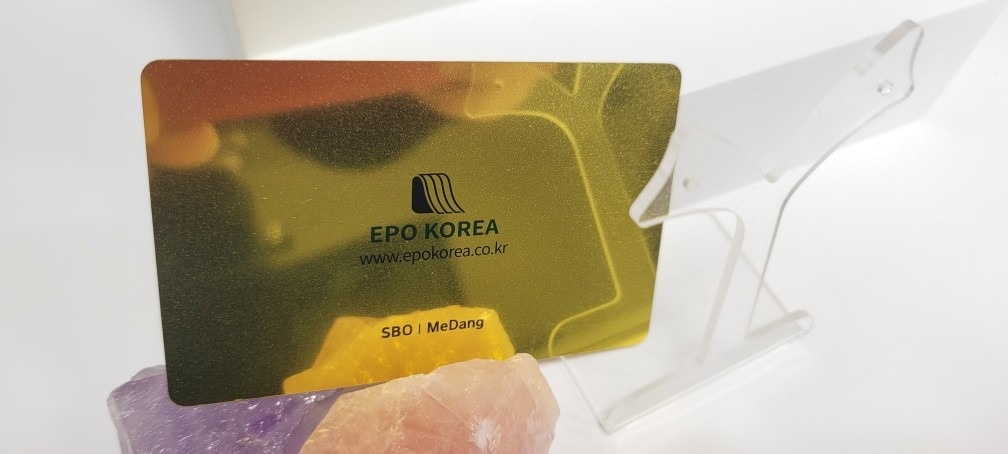 EPO KOREA
www.epokorea.co.kr
SBO | MeDang